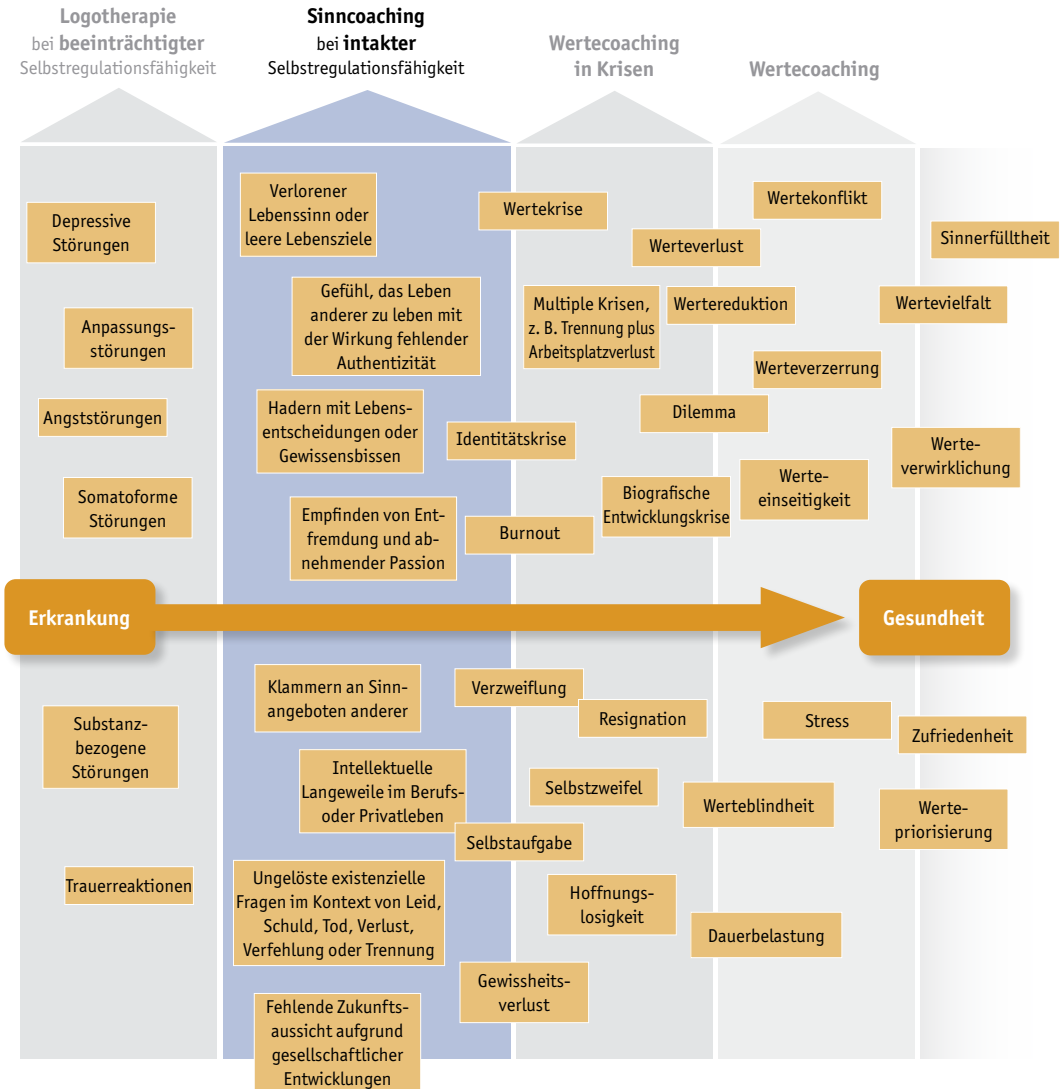 Logotherapie
bei beeinträchtigter
Selbstregulationsfähigkeit
Sinncoaching
bei intakter
Selbstregulationsfähigkeit
Wertecoaching
in Krisen
Wertecoaching
Depressive
Störungen
Anpassungs-
störungen
Angststörungen
Somatoforme
Störungen
Verlorener
Lebenssinn oder
leere Lebensziele
Gefühl, das Leben
anderer zu leben mit
der Wirkung fehlender
Authentizität
Hadern mit Lebens-
entscheidungen oder
Gewissensbissen
Empfinden von Ent-
fremdung und ab-
nehmender Passion
Wertekrise
Identitätskrise
Burnout
Multiple Krisen,
z. B. Trennung plus
Arbeitsplatzverlust
Werteverlust
Wertereduktion
Dilemma
Biografische
Entwicklungskrise
Wertekonflikt
Werteverzerrung
Werte-
einseitigkeit
Sinnerfülltheit
Wertevielfalt
Werte-
verwirklichung
Erkrankung
Gesundheit
Substanz-
bezogene
Störungen
Trauerreaktionen
Klammern an Sinn-
angeboten anderer
Intellektuelle
Langeweile im Berufs-
oder Privatleben
Ungelöste existenzielle
Fragen im Kontext von Leid,
Schuld, Tod, Verlust,
Verfehlung oder Trennung
Fehlende Zukunfts-
aussicht aufgrund
gesellschaftlicher
Entwicklungen
Verzweiflung
Selbstaufgabe
Gewissheits-
verlust
Resignation
Selbstzweifel
Hoffnungs-
losigkeit
Werteblindheit
Dauerbelastung
Stress
Zufriedenheit
Werte-
priorisierung